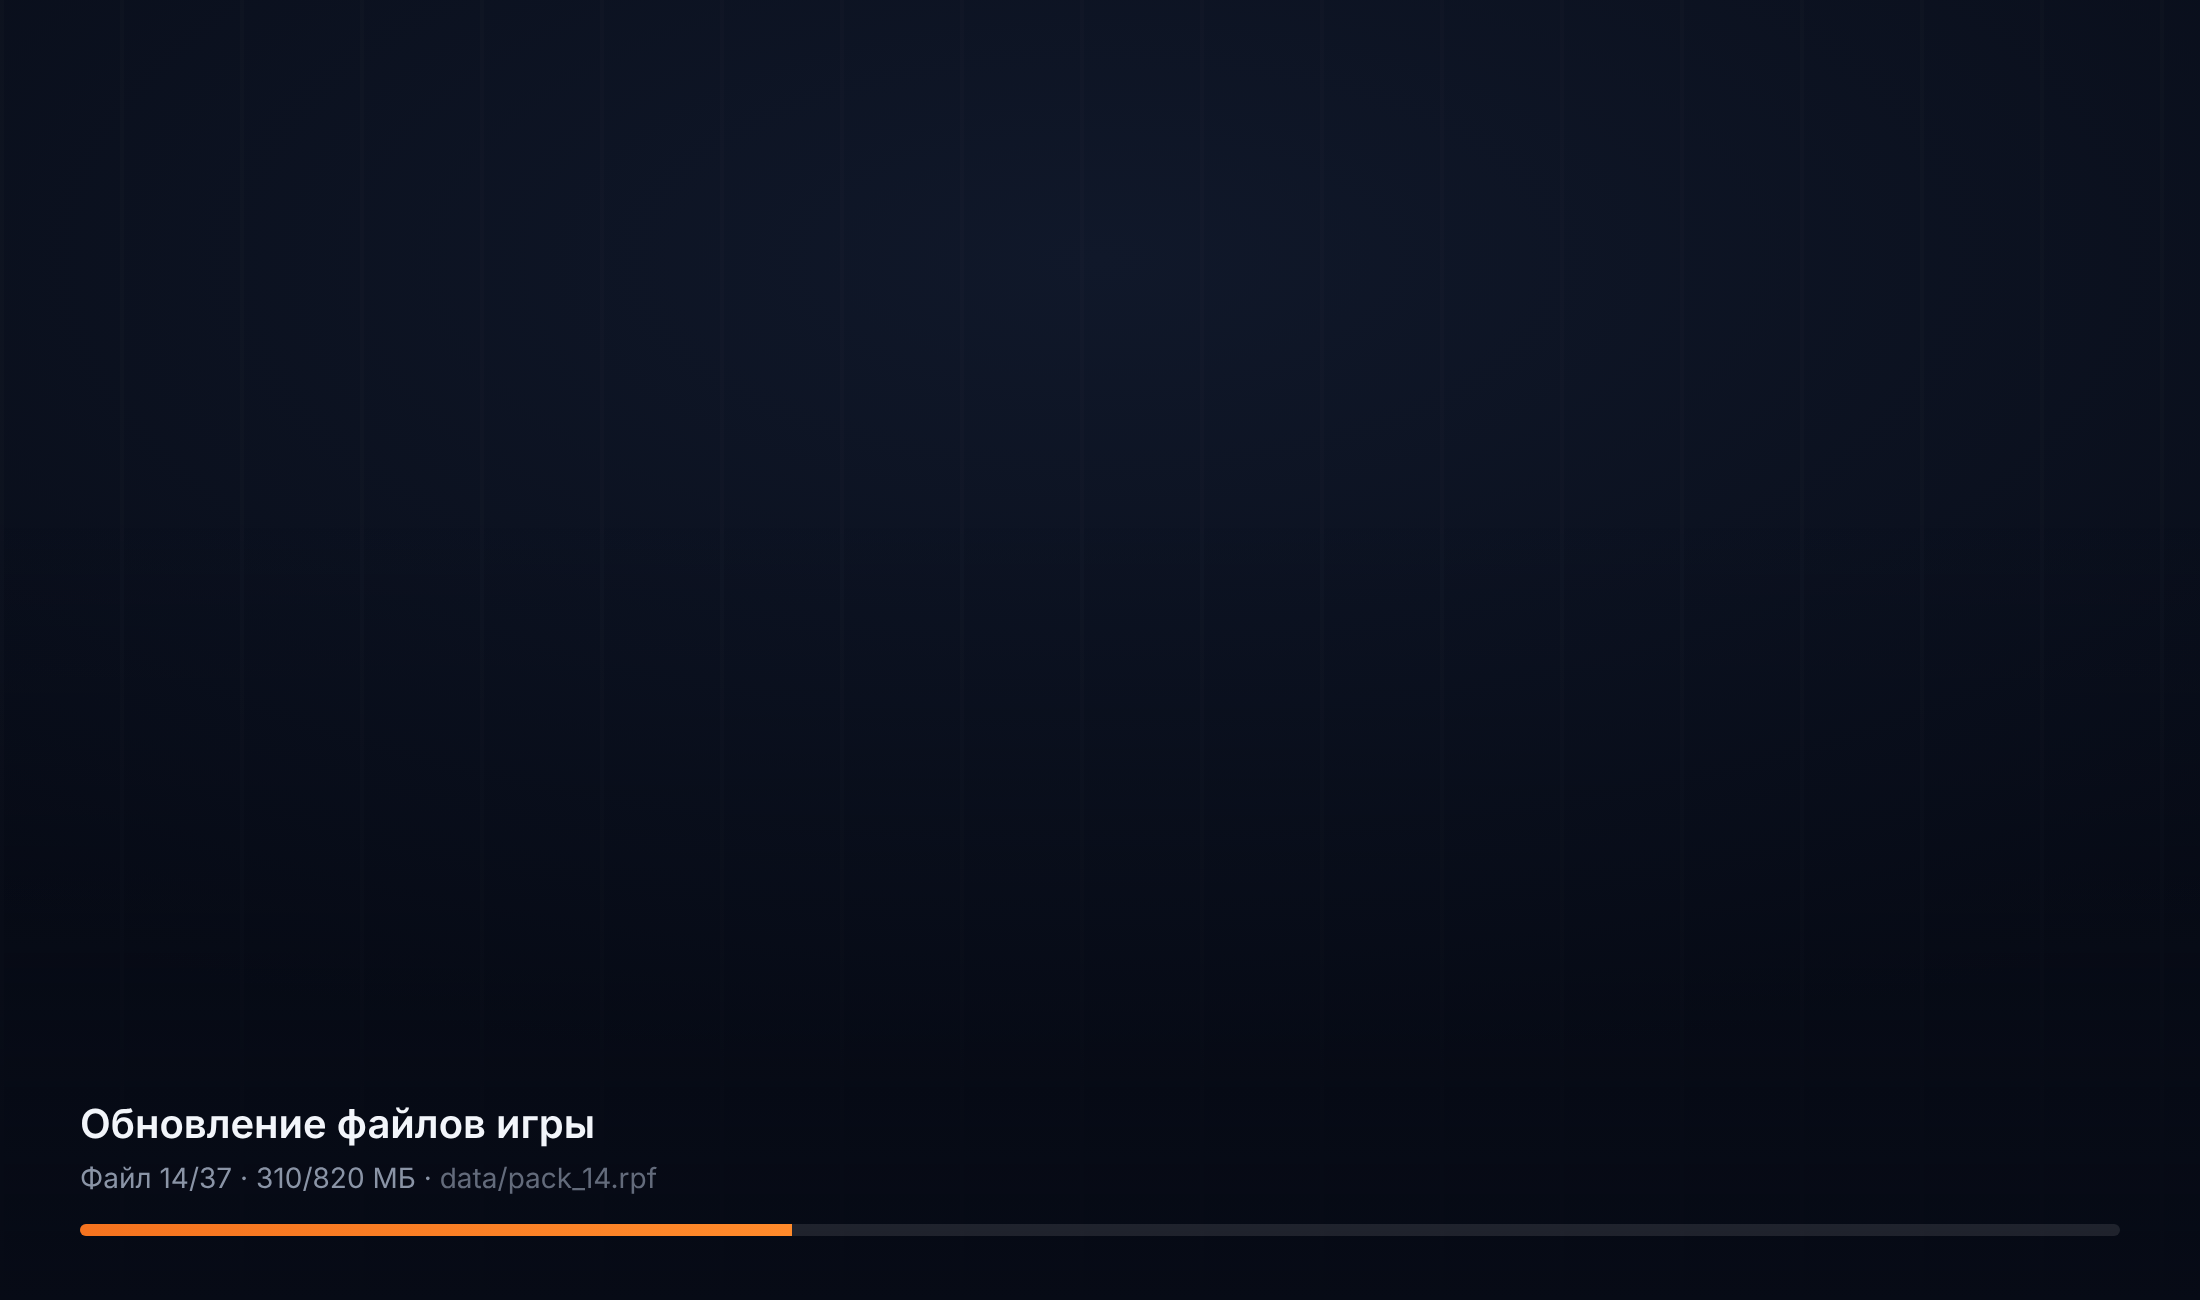 Обновление файлов игры
Файл 14/37 · 310/820 МБ · data/pack_14.rpf